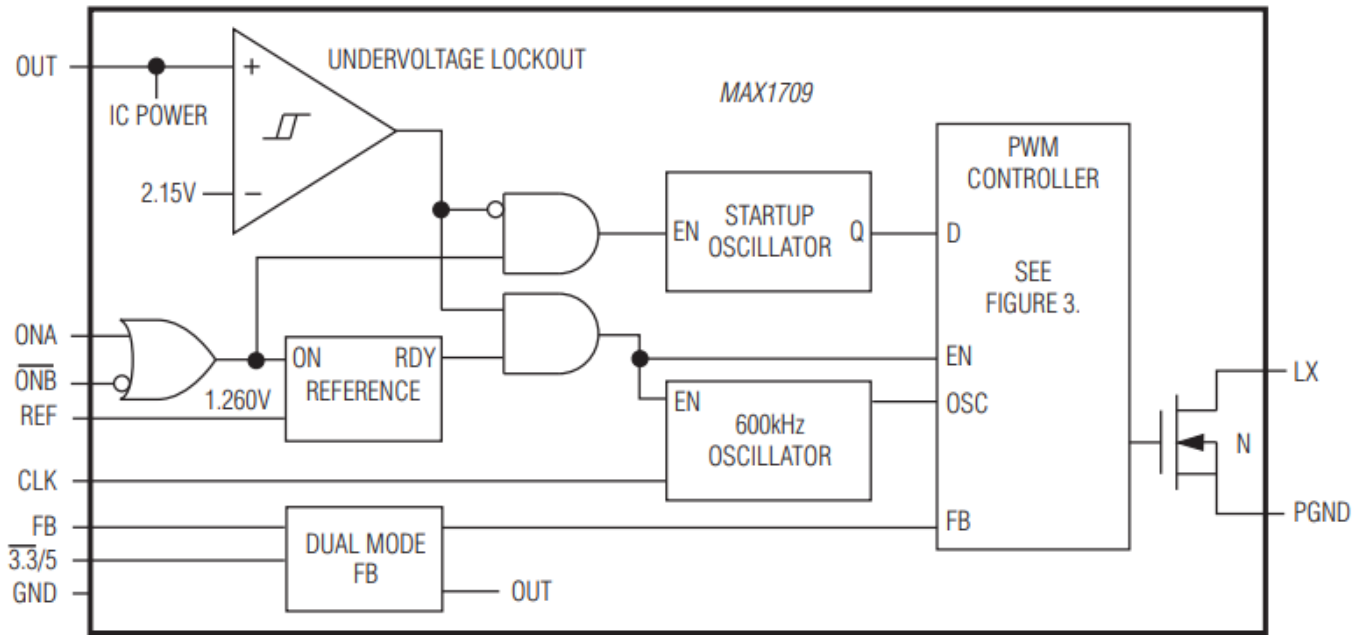 OUT
IC POWER
+
UNDERVOLTAGE LOCKOUT
2.15V
−
MAX1709
PWM
CONTROLLER
SEE
FIGURE 3.
D
EN
OSC
FB
EN
STARTUP
OSCILLATOR
Q
ONA
O̅N̅B̅
REF
1.260V
ON
RDY
REFERENCE
EN
600kHz
OSCILLATOR
CLK
FB
3̅.̅3̅/5
GND
DUAL MODE
FB
OUT
LX
N
PGND